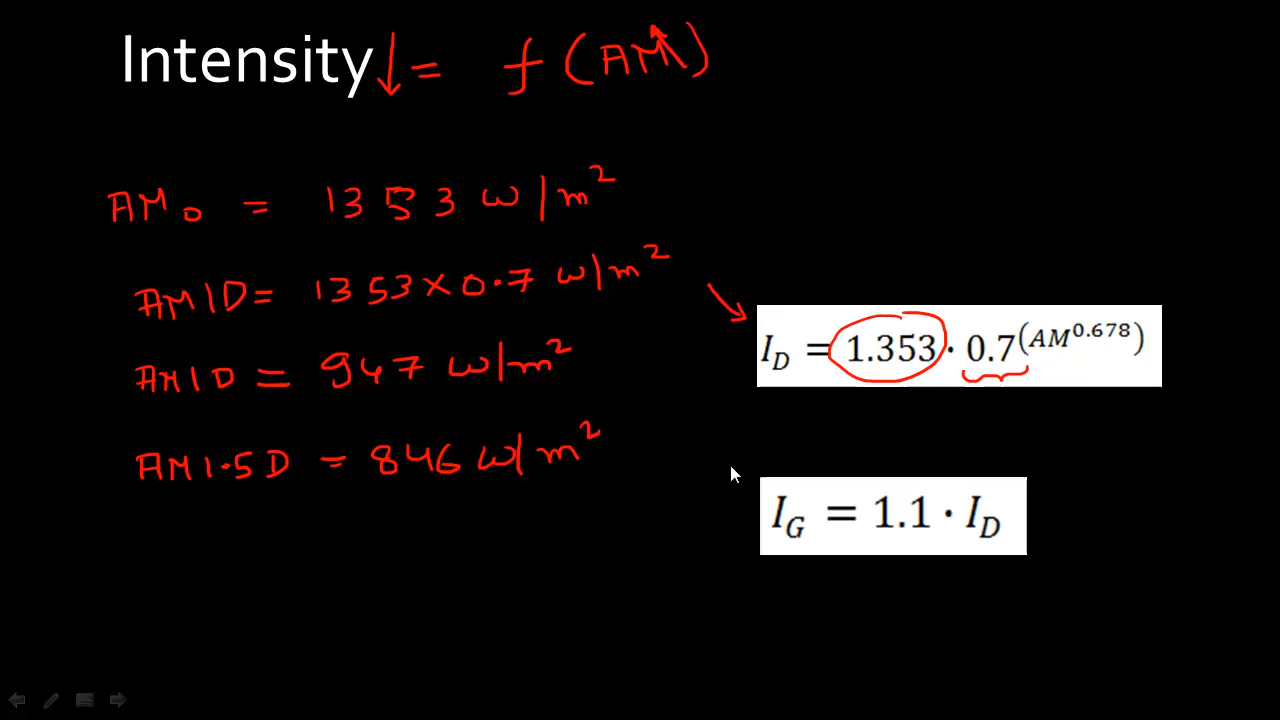 Intensity ↓ = f (AM↑)
AM0 = 1353 W/m²
AM1D = 1353 × 0.7 W/m²
AM1D = 947 W/m²
AM1.5D = 846 W/m²
I_D = 1.353 · 0.7^(AM^0.678)
I_G = 1.1 · I_D